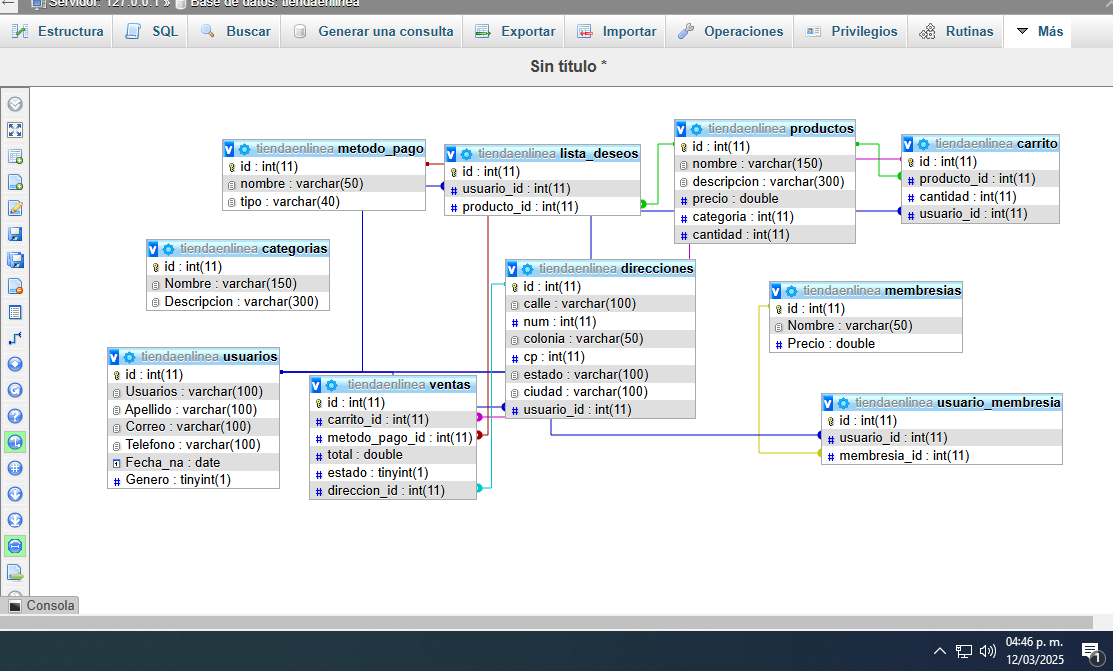 Servidor: 127.0.0.1 » Base de datos: tiendaenlinea
Estructura SQL Buscar Generar una consulta Exportar Importar Operaciones Privilegios Rutinas Más
Sin título *
v tiendaenlinea metodo_pago
id : int(11)
nombre : varchar(50)
tipo : varchar(40)
v tiendaenlinea lista_deseos
id : int(11)
# usuario_id : int(11)
# producto_id : int(11)
v tiendaenlinea productos
id : int(11)
nombre : varchar(150)
descripcion : varchar(300)
# precio : double
# categoria : int(11)
# cantidad : int(11)
v tiendaenlinea carrito
id : int(11)
# producto_id : int(11)
# cantidad : int(11)
# usuario_id : int(11)
v tiendaenlinea categorias
id : int(11)
Nombre : varchar(150)
Descripcion : varchar(300)
v tiendaenlinea direcciones
id : int(11)
calle : varchar(100)
# num : int(11)
colonia : varchar(50)
# cp : int(11)
estado : varchar(100)
ciudad : varchar(100)
# usuario_id : int(11)
v tiendaenlinea membresias
id : int(11)
Nombre : varchar(50)
# Precio : double
v tiendaenlinea usuarios
id : int(11)
Usuarios : varchar(100)
Apellido : varchar(100)
Correo : varchar(100)
Telefono : varchar(100)
Fecha_na : date
# Genero : tinyint(1)
v tiendaenlinea ventas
id : int(11)
# carrito_id : int(11)
# metodo_pago_id : int(11)
# total : double
# estado : tinyint(1)
# direccion_id : int(11)
v tiendaenlinea usuario_membresia
id : int(11)
# usuario_id : int(11)
# membresia_id : int(11)
Consola
04:46 p. m.
12/03/2025
1